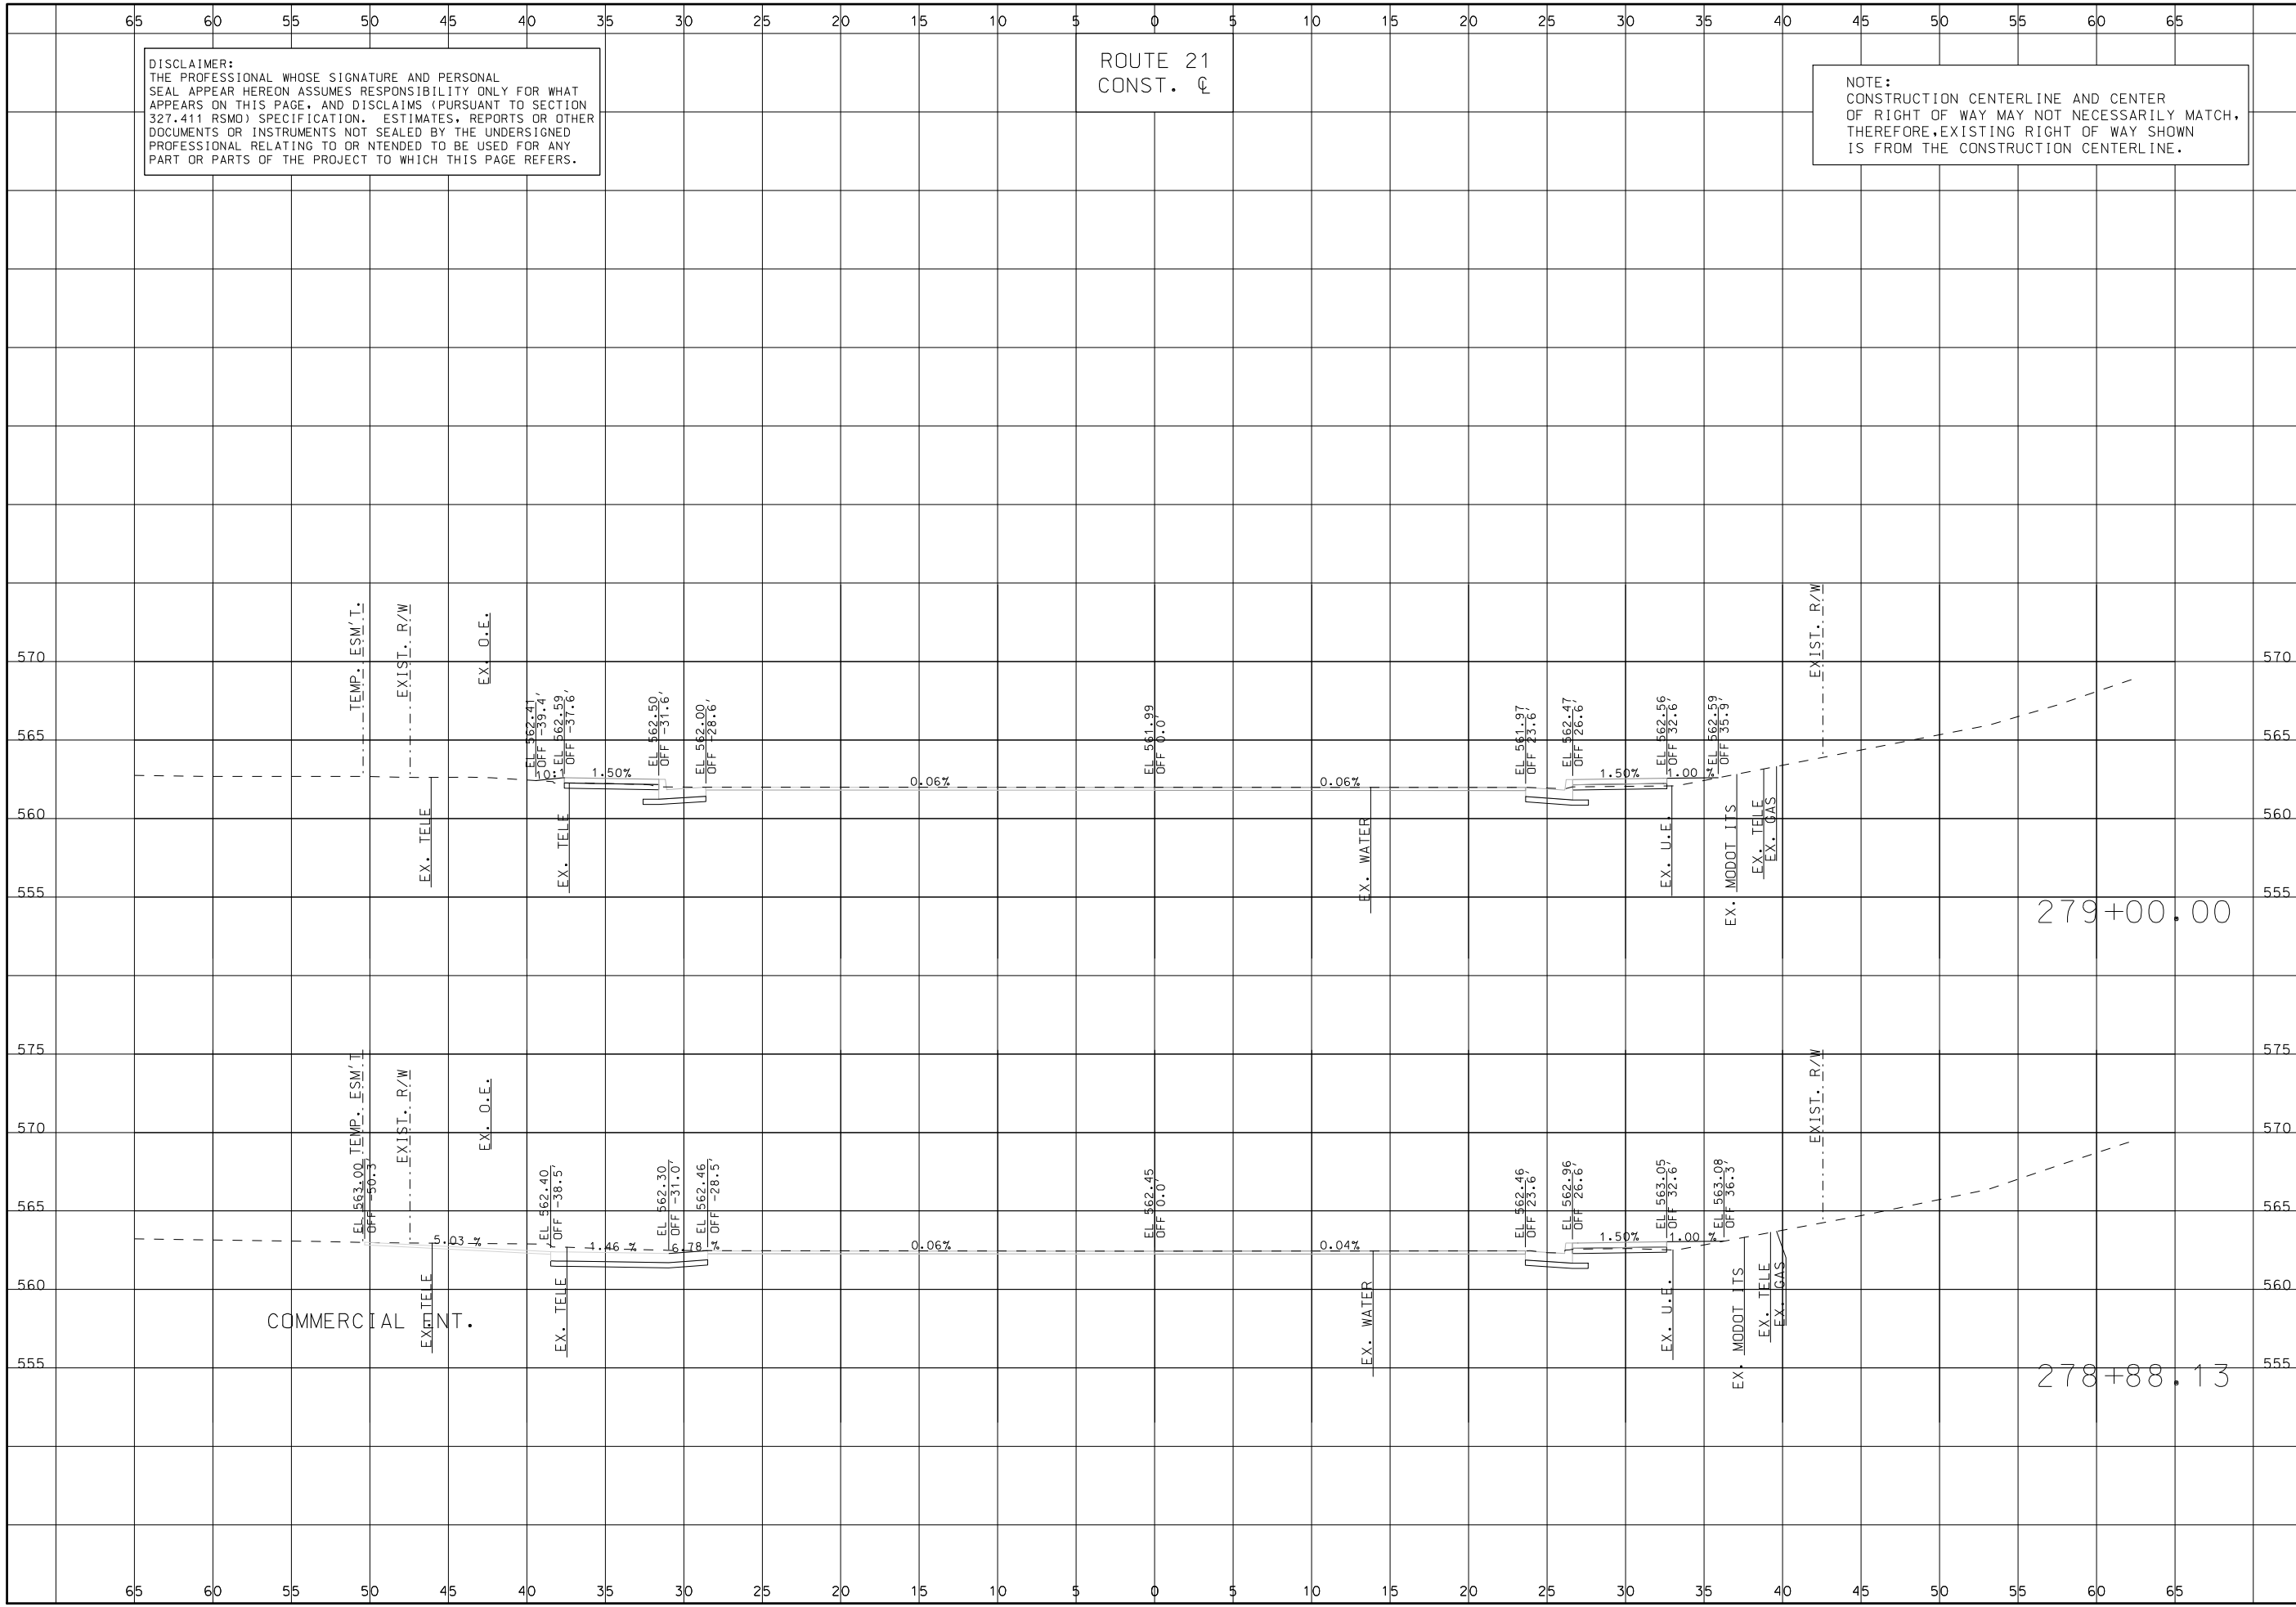 65 60 55 50 45 40 35 30 25 20 15 10 5 0 5 10 15 20 25 30 35 40 45 50 55 60 65
DISCLAIMER:
THE PROFESSIONAL WHOSE SIGNATURE AND PERSONAL
SEAL APPEAR HEREON ASSUMES RESPONSIBILITY ONLY FOR WHAT
APPEARS ON THIS PAGE, AND DISCLAIMS (PURSUANT TO SECTION
327.411 RSMO) SPECIFICATION. ESTIMATES, REPORTS OR OTHER
DOCUMENTS OR INSTRUMENTS NOT SEALED BY THE UNDERSIGNED
PROFESSIONAL RELATING TO OR NTENDED TO BE USED FOR ANY
PART OR PARTS OF THE PROJECT TO WHICH THIS PAGE REFERS.
ROUTE 21
CONST. ℄
NOTE:
CONSTRUCTION CENTERLINE AND CENTER
OF RIGHT OF WAY MAY NOT NECESSARILY MATCH,
THEREFORE,EXISTING RIGHT OF WAY SHOWN
IS FROM THE CONSTRUCTION CENTERLINE.
TEMP. ESM'T.
EXIST. R/W
EX. O.E.
EXIST. R/W
570 570
EL 562.41
OFF -39.4'
EL 562.59
OFF -37.6'
EL 562.50
OFF -31.6'
EL 562.00
OFF -28.6'
EL 561.99
OFF 0.0'
EL 561.97
OFF 23.6'
EL 562.47
OFF 26.6'
EL 562.56
OFF 32.6'
EL 562.59
OFF 35.9'
565 565
10:1 1.50% 0.06% 0.06% 1.50% 1.00 %
560 560
EX. TELE
EX. TELE
EX. WATER
EX. U.E.
EX. MODOT ITS
EX. TELE
EX. GAS
555 555
279+00.00
575 575
TEMP. ESM'T
EXIST. R/W
EX. O.E.
EXIST. R/W
570 570
EL 563.00
OFF -50.3'
EL 562.40
OFF -38.5'
EL 562.30
OFF -31.0'
EL 562.46
OFF -28.5'
EL 562.45
OFF 0.0'
EL 562.46
OFF 23.6'
EL 562.96
OFF 26.6'
EL 563.05
OFF 32.6'
EL 563.08
OFF 36.3'
565 565
5.03 % 1.46 % 6.78 % 0.06% 0.04% 1.50% 1.00 %
560 560
EX. TELE
EX. TELE
EX. WATER
EX. U.E.
EX. MODOT ITS
EX. TELE
EX. GAS
COMMERCIAL ENT.
555 555
278+88.13
65 60 55 50 45 40 35 30 25 20 15 10 5 0 5 10 15 20 25 30 35 40 45 50 55 60 65